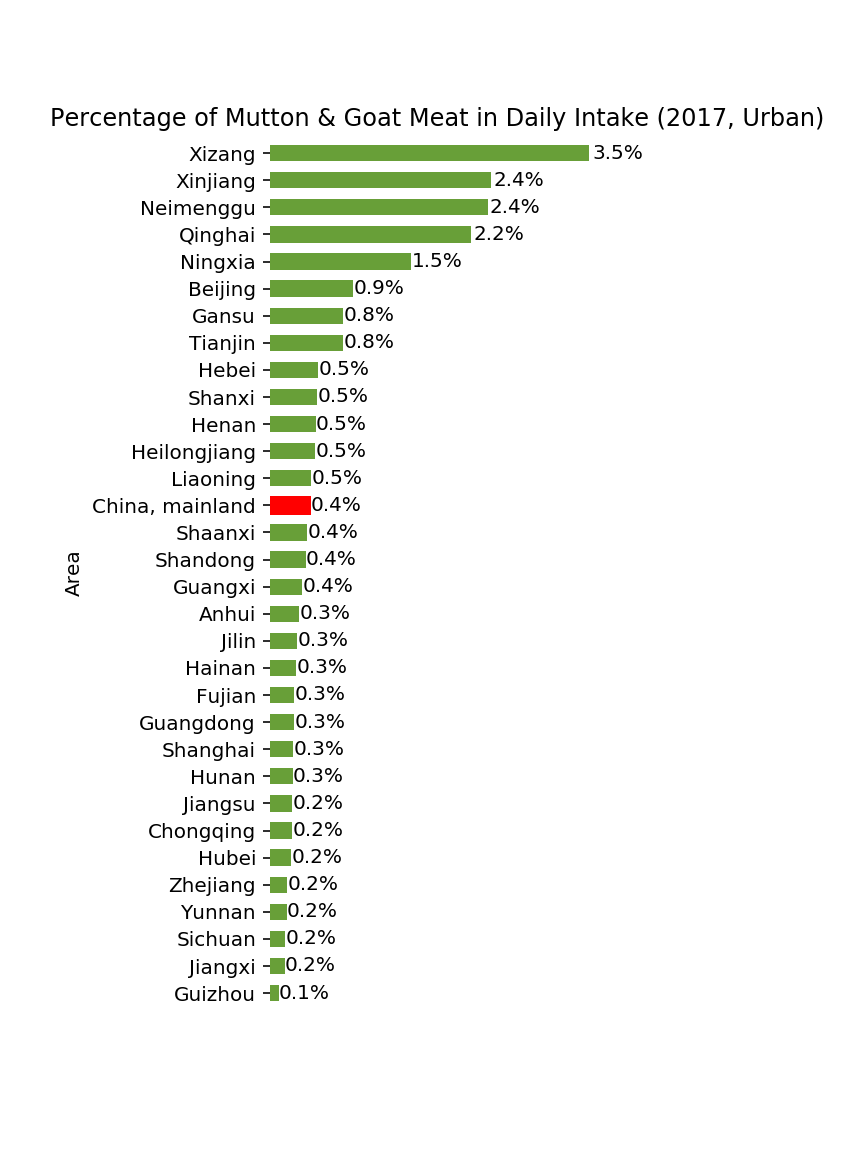 Percentage of Mutton & Goat Meat in Daily Intake (2017, Urban)
Xizang 3.5%
Xinjiang 2.4%
Neimenggu 2.4%
Qinghai 2.2%
Ningxia 1.5%
Beijing 0.9%
Gansu 0.8%
Tianjin 0.8%
Hebei 0.5%
Shanxi 0.5%
Henan 0.5%
Heilongjiang 0.5%
Liaoning 0.5%
China, mainland 0.4%
Shaanxi 0.4%
Shandong 0.4%
Area
Guangxi 0.4%
Anhui 0.3%
Jilin 0.3%
Hainan 0.3%
Fujian 0.3%
Guangdong 0.3%
Shanghai 0.3%
Hunan 0.3%
Jiangsu 0.2%
Chongqing 0.2%
Hubei 0.2%
Zhejiang 0.2%
Yunnan 0.2%
Sichuan 0.2%
Jiangxi 0.2%
Guizhou 0.1%